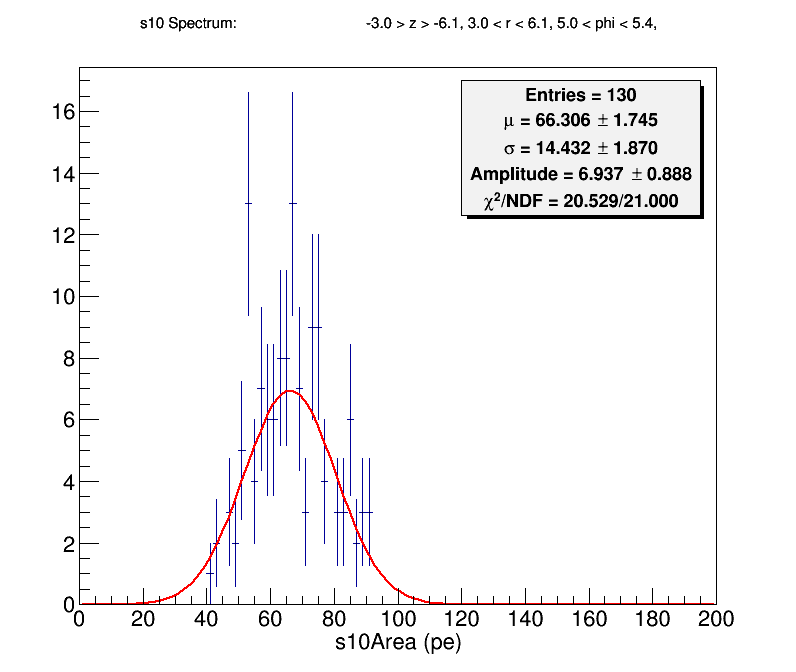 s10 Spectrum: -3.0 > z > -6.1, 3.0 < r < 6.1, 5.0 < phi < 5.4,
Entries = 130
μ = 66.306 ± 1.745
σ = 14.432 ± 1.870
Amplitude = 6.937 ± 0.888
χ²/NDF = 20.529/21.000
16
14
12
10
8
6
4
2
0
0 20 40 60 80 100 120 140 160 180 200
s10Area (pe)